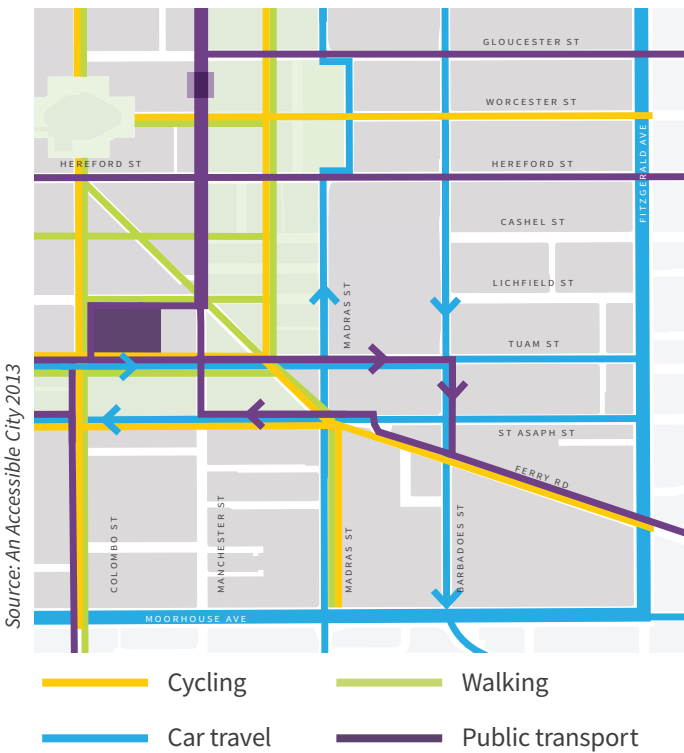 GLOUCESTER ST
WORCESTER ST
HEREFORD ST
HEREFORD ST
FITZGERALD AVE
CASHEL ST
LICHFIELD ST
MADRAS ST
TUAM ST
ST ASAPH ST
FERRY RD
COLOMBO ST
MANCHESTER ST
MADRAS ST
BARBADOES ST
MOORHOUSE AVE
Source: An Accessible City 2013
Cycling
Walking
Car travel
Public transport